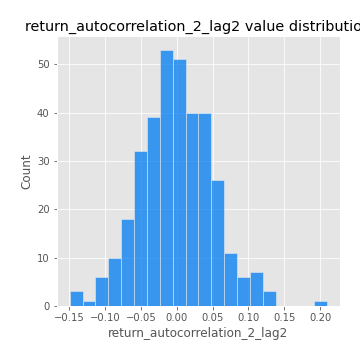 return_autocorrelation_2_lag2 value distributio
50
40
30
20
10
0
Count
−0.15 −0.10 −0.05 0.00 0.05 0.10 0.15 0.20
return_autocorrelation_2_lag2